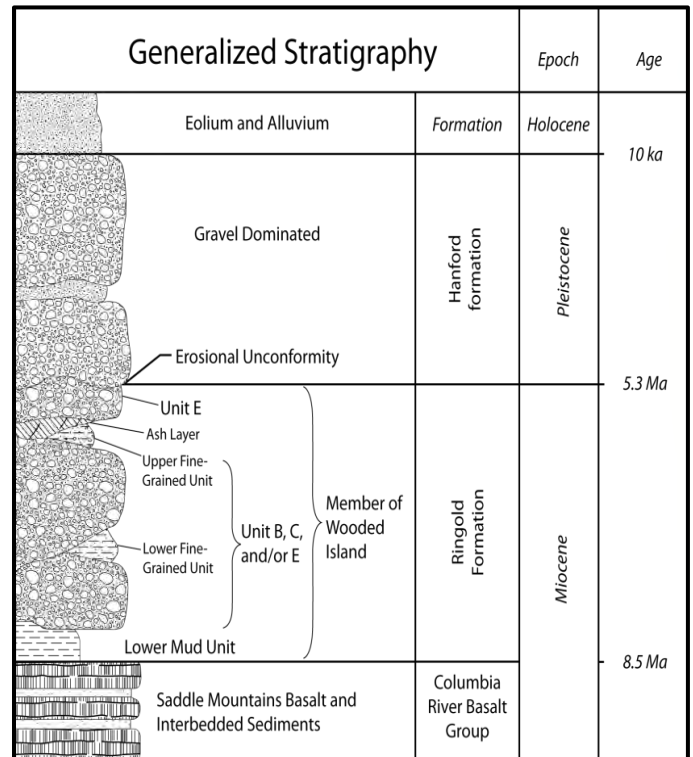 Generalized Stratigraphy
Epoch
Age
Eolium and Alluvium
Formation
Holocene
10 ka
Gravel Dominated
Hanford
formation
Pleistocene
Erosional Unconformity
5.3 Ma
Unit E
Ash Layer
Upper Fine-
Grained Unit
Lower Fine-
Grained Unit
Unit B, C,
and/or E
Member of
Wooded
Island
Ringold
Formation
Miocene
Lower Mud Unit
8.5 Ma
Saddle Mountains Basalt and
Interbedded Sediments
Columbia
River Basalt
Group